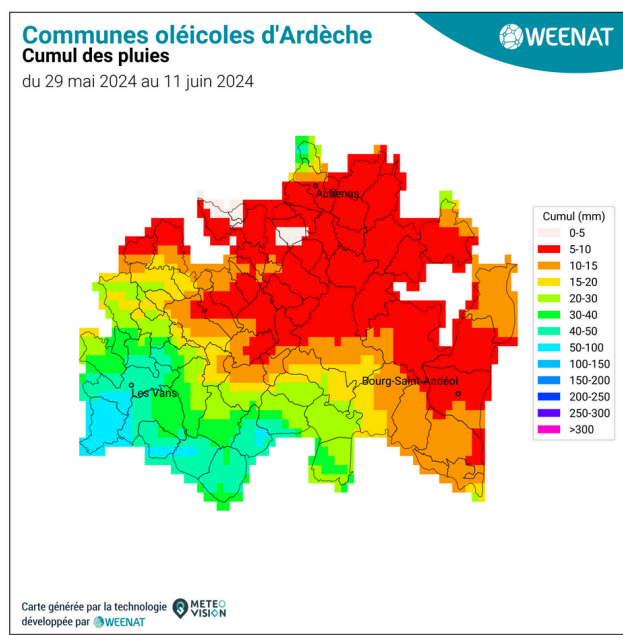 Communes oléicoles d'Ardèche
WEENAT
Cumul des pluies
du 29 mai 2024 au 11 juin 2024
Aubenas
Cumul (mm)
0-5
5-10
10-15
15-20
20-30
30-40
40-50
50-100
100-150
150-200
200-250
250-300
>300
Bourg-Saint-Andéol
Les Vans
Carte générée par la technologie
METEO
VISION
développée par WEENAT